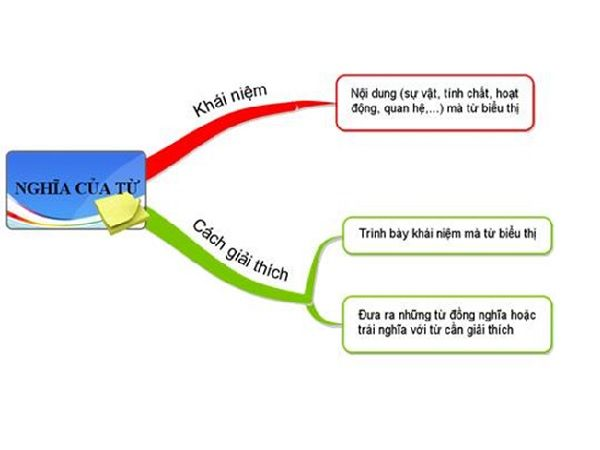 NGHĨA CỦA TỪ
Khái niệm
Nội dung (sự vật, tính chất, hoạt
động, quan hệ,...) mà từ biểu thị
Cách giải thích
Trình bày khái niệm mà từ biểu thị
Đưa ra những từ đồng nghĩa hoặc
trái nghĩa với từ cần giải thích